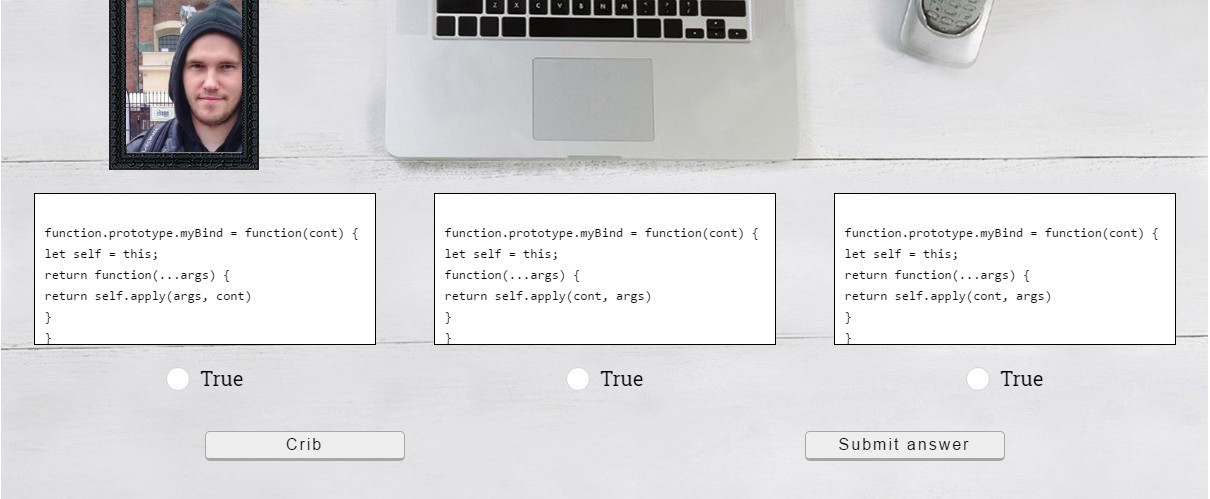 Z X C V B N M
function.prototype.myBind = function(cont) {
let self = this;
return function(...args) {
return self.apply(args, cont)
}
}
function.prototype.myBind = function(cont) {
let self = this;
function(...args) {
return self.apply(cont, args)
}
}
function.prototype.myBind = function(cont) {
let self = this;
return function(...args) {
return self.apply(cont, args)
}
}
True
True
True
Crib
Submit answer